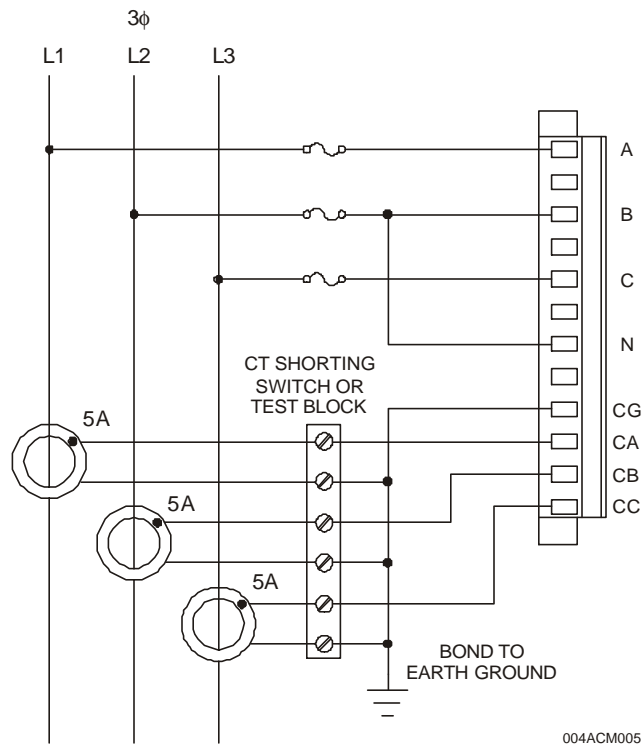 3ϕ
L1
L2
L3
A
B
C
N
CT SHORTING
SWITCH OR
TEST BLOCK
CG
5A
CA
CB
5A
CC
5A
BOND TO
EARTH GROUND
004ACM005